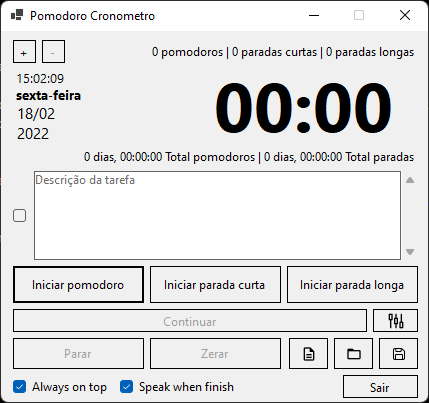 Pomodoro Cronometro
+ - 0 pomodoros | 0 paradas curtas | 0 paradas longas
15:02:09
sexta-feira
18/02
2022
00:00
0 dias, 00:00:00 Total pomodoros | 0 dias, 00:00:00 Total paradas
Descrição da tarefa
Iniciar pomodoro Iniciar parada curta Iniciar parada longa
Continuar
Parar Zerar
Always on top Speak when finish Sair